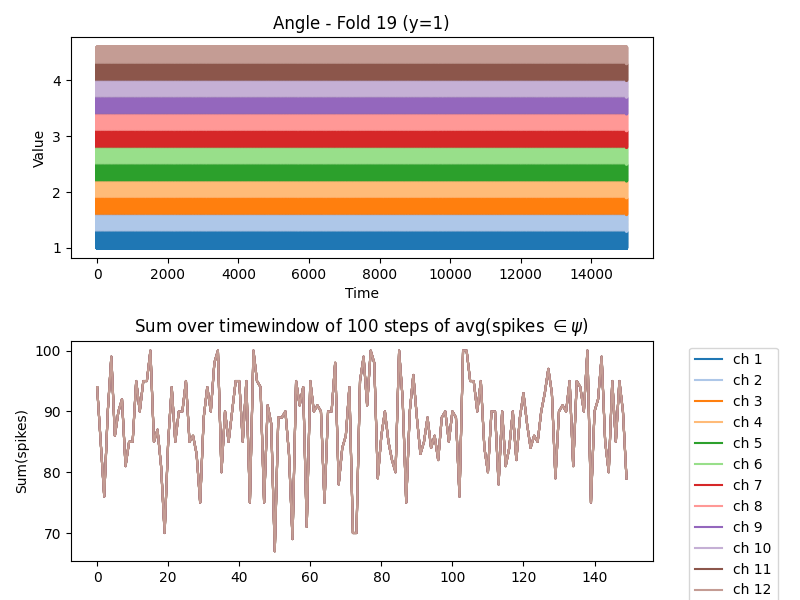 Angle - Fold 19 (y=1)
Value
4
3
2
1
0 2000 4000 6000 8000 10000 12000 14000
Time
Sum over timewindow of 100 steps of avg(spikes ∈ ψ)
Sum(spikes)
100
90
80
70
0 20 40 60 80 100 120 140
ch 1
ch 2
ch 3
ch 4
ch 5
ch 6
ch 7
ch 8
ch 9
ch 10
ch 11
ch 12